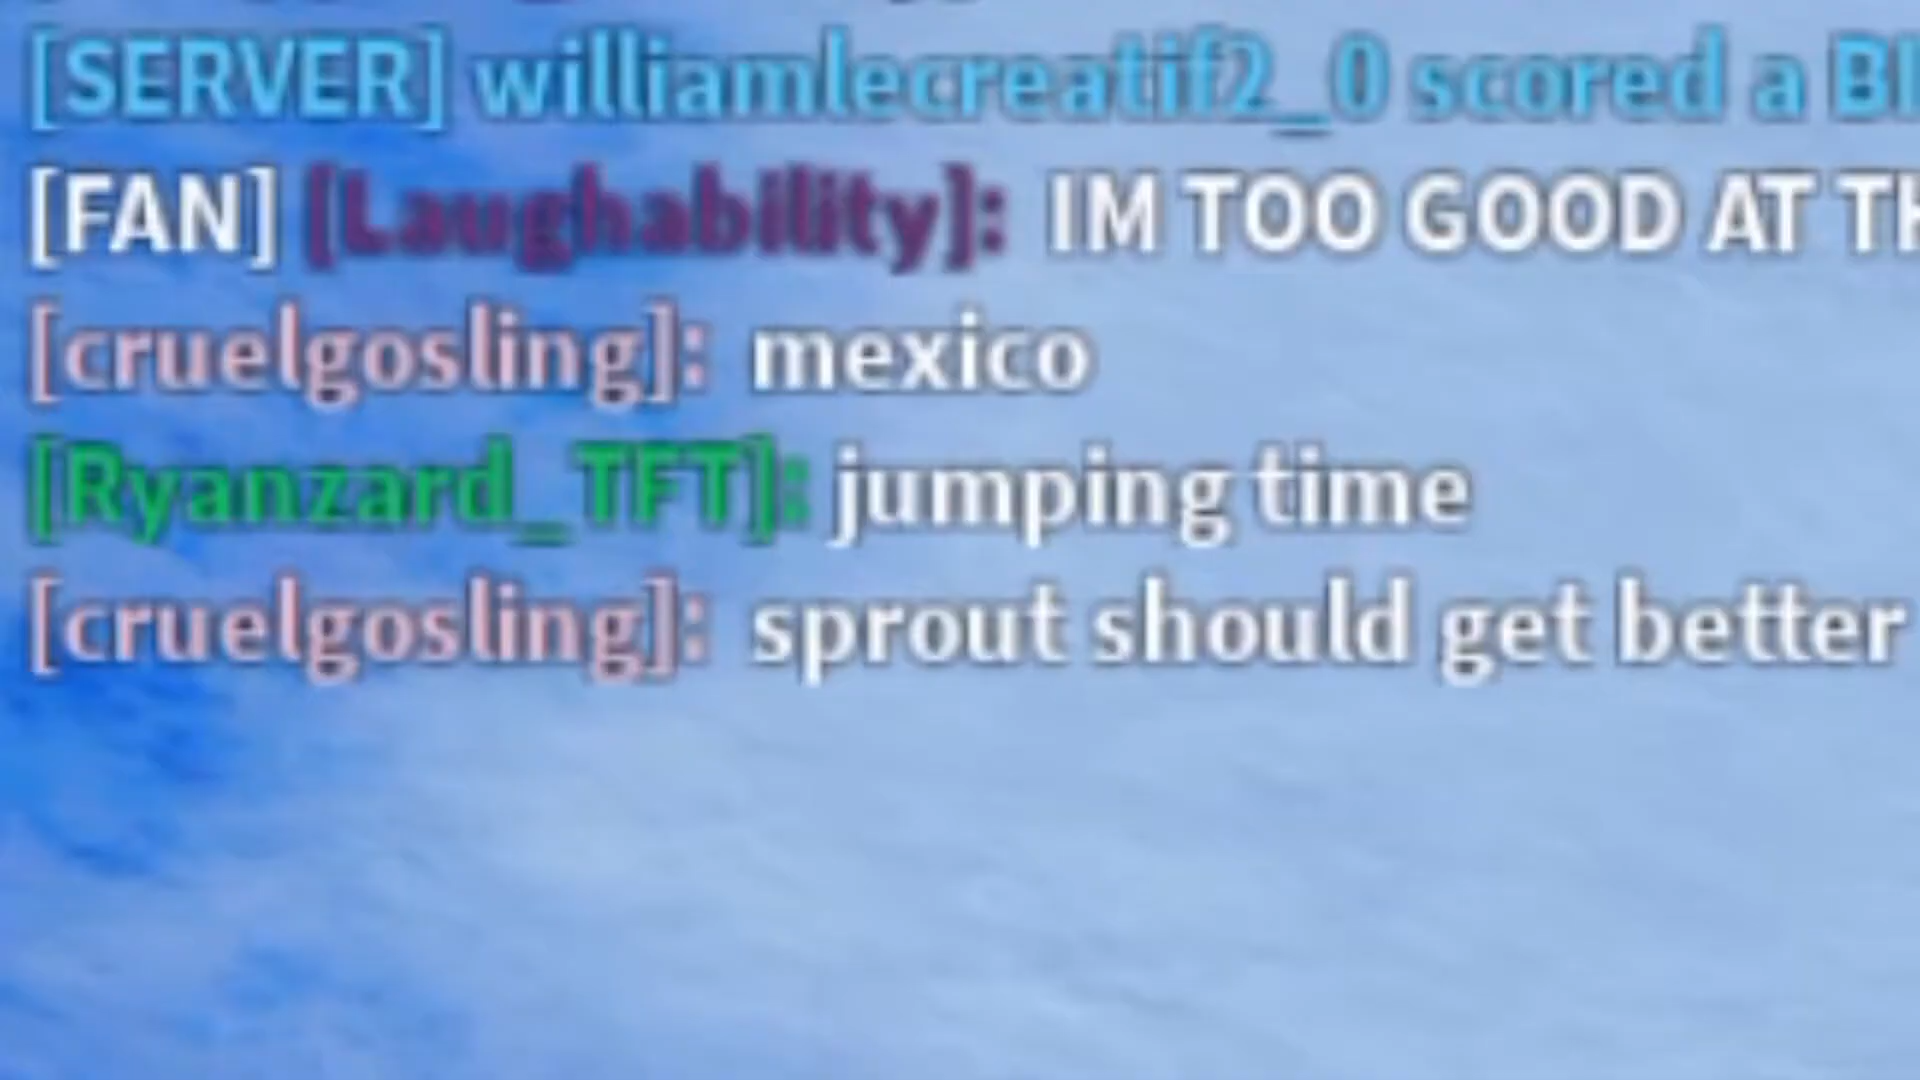 [SERVER] williamlecreatif2_0 scored a
[FAN] [Laughability]: IM TOO GOOD AT
[cruelgosling]: mexico
[Ryanzard_TFT]: jumping time
[cruelgosling]: sprout should get better